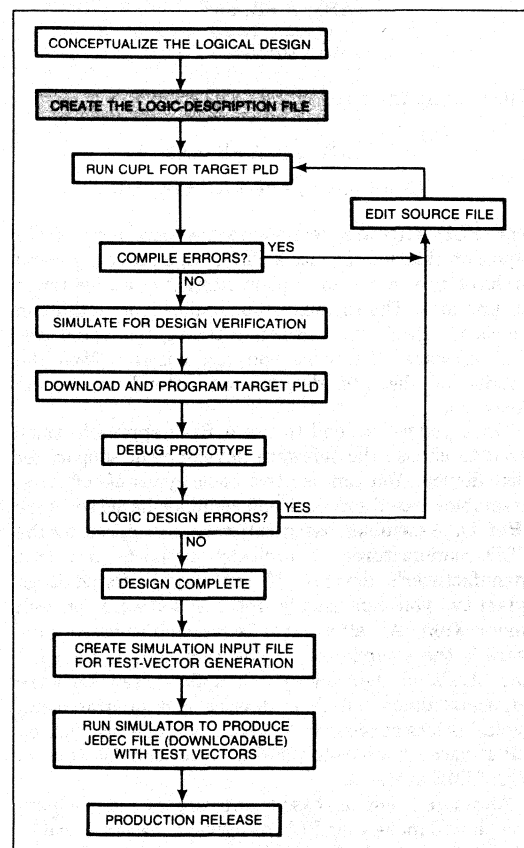 CONCEPTUALIZE THE LOGICAL DESIGN
CREATE THE LOGIC-DESCRIPTION FILE
RUN CUPL FOR TARGET PLD
EDIT SOURCE FILE
COMPILE ERRORS?
YES
NO
SIMULATE FOR DESIGN VERIFICATION
DOWNLOAD AND PROGRAM TARGET PLD
DEBUG PROTOTYPE
LOGIC DESIGN ERRORS?
YES
NO
DESIGN COMPLETE
CREATE SIMULATION INPUT FILE
FOR TEST-VECTOR GENERATION
RUN SIMULATOR TO PRODUCE
JEDEC FILE (DOWNLOADABLE)
WITH TEST VECTORS
PRODUCTION RELEASE